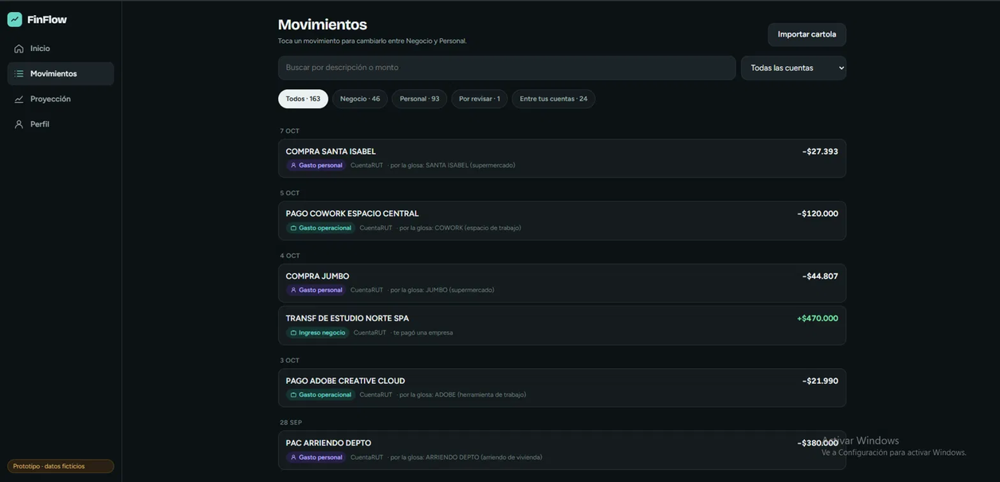 FinFlow
Inicio
Movimientos
Proyección
Perfil
Prototipo · datos ficticios
Movimientos
Toca un movimiento para cambiarlo entre Negocio y Personal.
Importar cartola
Buscar por descripción o monto
Todas las cuentas
Todos · 163 Negocio · 46 Personal · 93 Por revisar · 1 Entre tus cuentas · 24
7 OCT
COMPRA SANTA ISABEL -$27.393
Gasto personal CuentaRUT · por la glosa: SANTA ISABEL (supermercado)
5 OCT
PAGO COWORK ESPACIO CENTRAL -$120.000
Gasto operacional CuentaRUT · por la glosa: COWORK (espacio de trabajo)
4 OCT
COMPRA JUMBO -$44.807
Gasto personal CuentaRUT · por la glosa: JUMBO (supermercado)
TRANSF DE ESTUDIO NORTE SPA +$470.000
Ingreso negocio CuentaRUT · te pagó una empresa
3 OCT
PAGO ADOBE CREATIVE CLOUD -$21.990
Gasto operacional CuentaRUT · por la glosa: ADOBE (herramienta de trabajo)
28 SEP
PAC ARRIENDO DEPTO -$380.000
Gasto personal CuentaRUT · por la glosa: ARRIENDO DEPTO (arriendo de vivienda)
Activar Windows
Ve a Configuración para activar Windows.